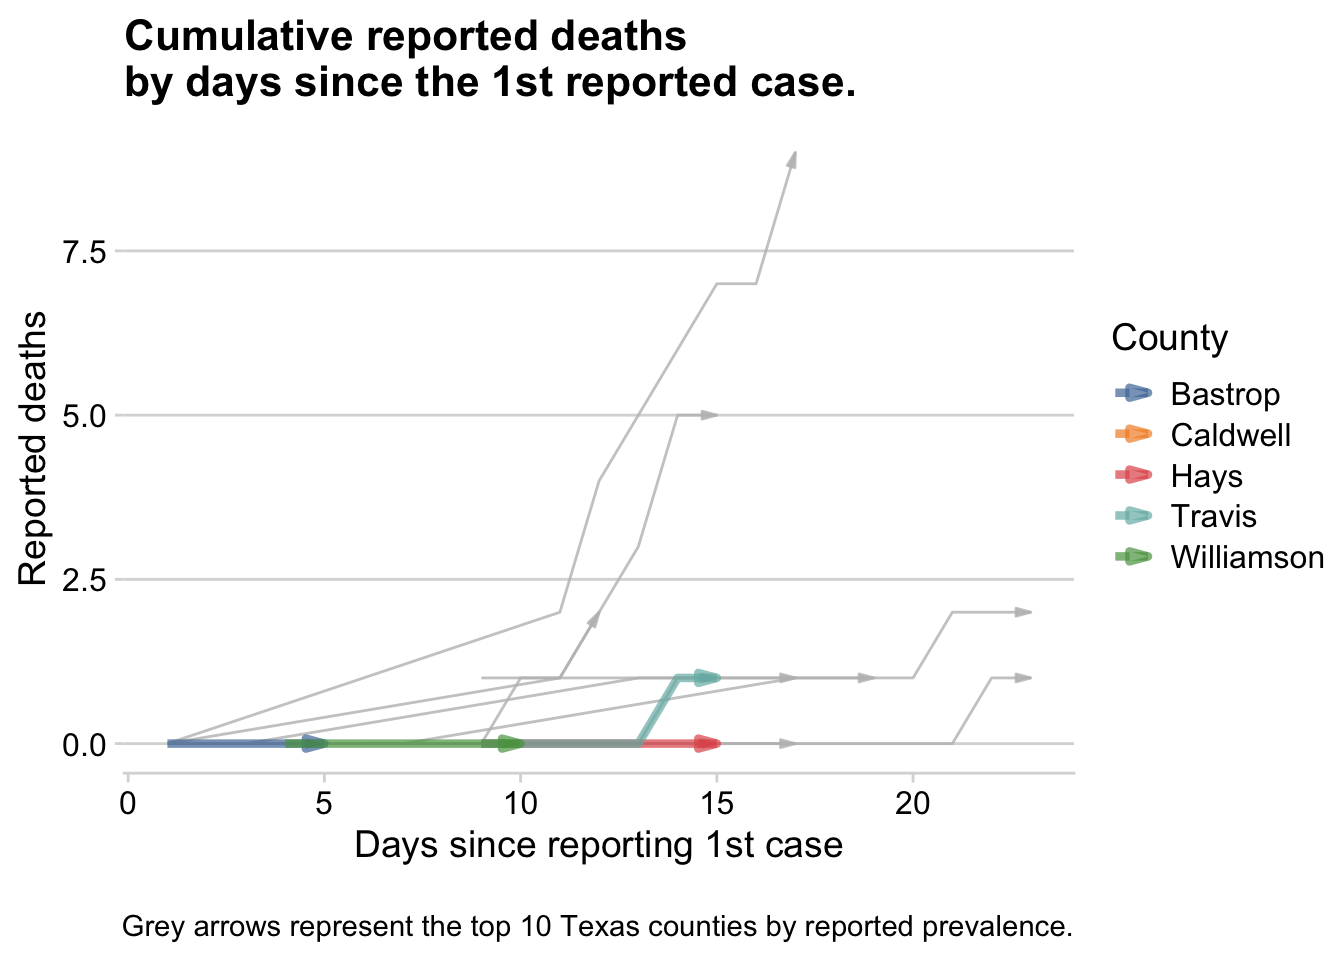 Cumulative reported deaths
by days since the 1st reported case.
7.5
5.0
2.5
0.0
Reported deaths
0 5 10 15 20
Days since reporting 1st case
County
Bastrop
Caldwell
Hays
Travis
Williamson
Grey arrows represent the top 10 Texas counties by reported prevalence.